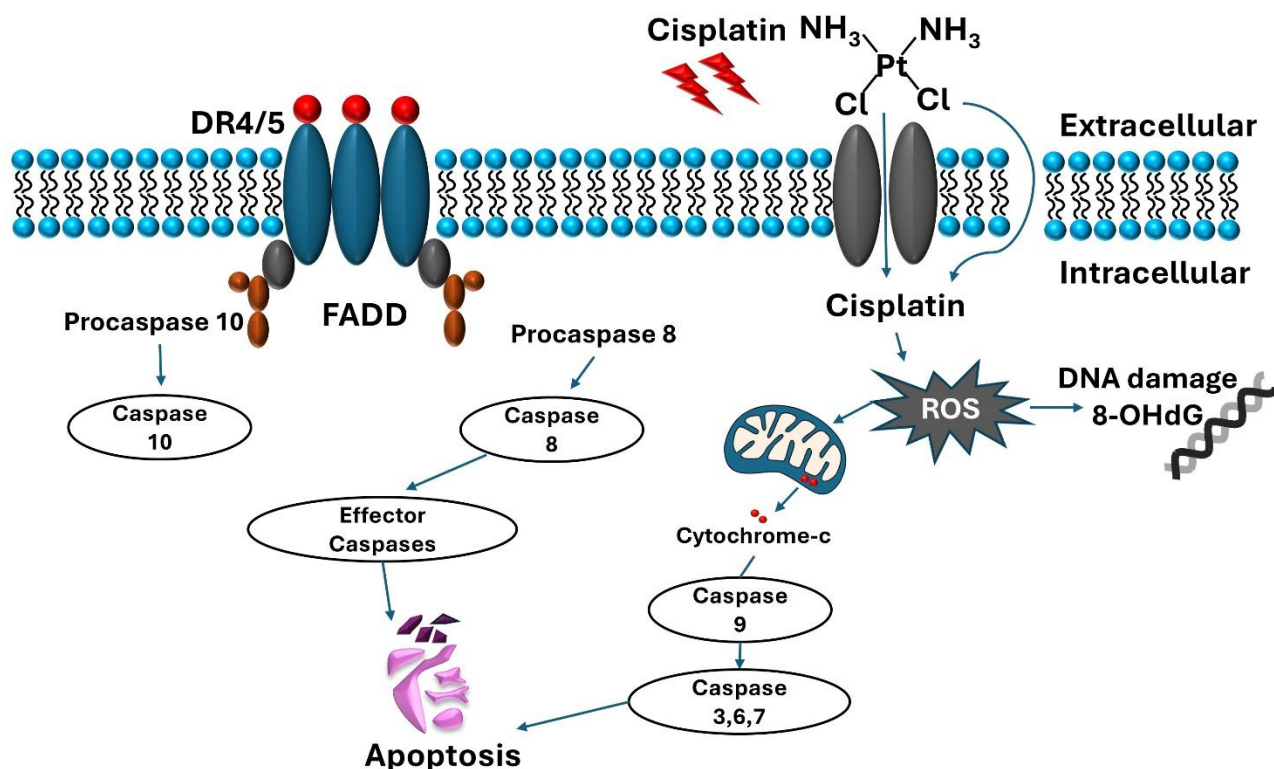 Cisplatin
NH3 NH3
Pt
Cl Cl
DR4/5
Extracellular
Intracellular
FADD
Cisplatin
Procaspase 10
Procaspase 8
Caspase
10
Caspase
8
ROS
DNA damage
8-OHdG
Effector
Caspases
Cytochrome-c
Caspase
9
Caspase
3,6,7
Apoptosis